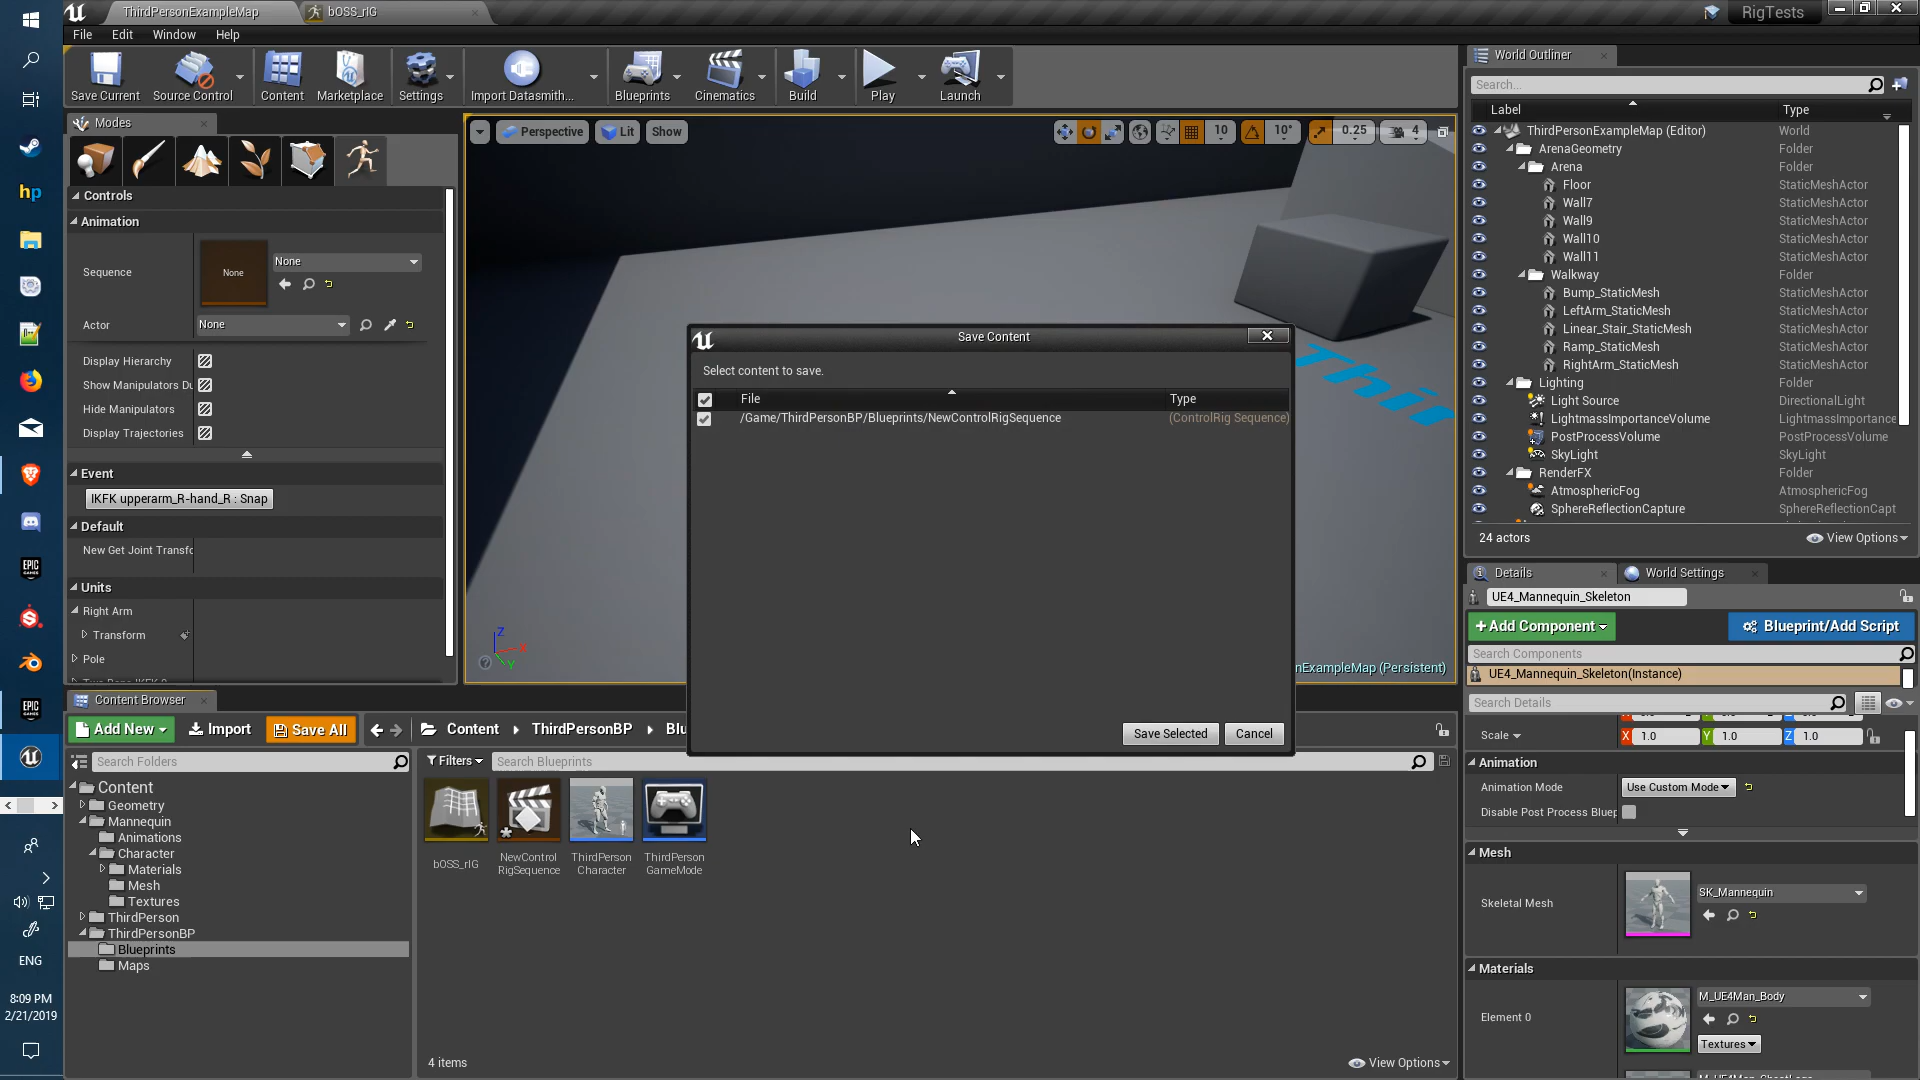 ThirdPersonExampleMap
bOSS_rIG
RigTests
File Edit Window Help
Save Current
Source Control
Content
Marketplace
Settings
Import Datasmith...
Blueprints
Cinematics
Build
Play
Launch
Modes
Controls
Animation
Sequence
None
None
Actor
None
Display Hierarchy
Show Manipulators Du
Hide Manipulators
Display Trajectories
Event
IKFK upperarm_R-hand_R : Snap
Default
New Get Joint Transfo
Units
Right Arm
Transform
Pole
Perspective
Lit
Show
10
10°
0.25
4
Thi
Z
X
Y
nExampleMap (Persistent)
Save Content
Select content to save.
File
Type
/Game/ThirdPersonBP/Blueprints/NewControlRigSequence
(ControlRig Sequence)
Save Selected
Cancel
World Outliner
Search...
Label
Type
ThirdPersonExampleMap (Editor) World
ArenaGeometry Folder
Arena Folder
Floor StaticMeshActor
Wall7 StaticMeshActor
Wall9 StaticMeshActor
Wall10 StaticMeshActor
Wall11 StaticMeshActor
Walkway Folder
Bump_StaticMesh StaticMeshActor
LeftArm_StaticMesh StaticMeshActor
Linear_Stair_StaticMesh StaticMeshActor
Ramp_StaticMesh StaticMeshActor
RightArm_StaticMesh StaticMeshActor
Lighting Folder
Light Source DirectionalLight
LightmassImportanceVolume LightmassImportance
PostProcessVolume PostProcessVolume
SkyLight SkyLight
RenderFX Folder
AtmosphericFog AtmosphericFog
SphereReflectionCapture SphereReflectionCapt
24 actors
View Options
Details
World Settings
UE4_Mannequin_Skeleton
+Add Component
Blueprint/Add Script
Search Components
UE4_Mannequin_Skeleton(Instance)
Search Details
Scale
X 1.0 Y 1.0 Z 1.0
Animation
Animation Mode
Use Custom Mode
Disable Post Process Bluep
Mesh
Skeletal Mesh
SK_Mannequin
Materials
Element 0
M_UE4Man_Body
Textures
Content Browser
Add New
Import
Save All
Content
ThirdPersonBP
Blu
Search Folders
Filters
Search Blueprints
Content
Geometry
Mannequin
Animations
Character
Materials
Mesh
Textures
ThirdPerson
ThirdPersonBP
Blueprints
Maps
bOSS_rIG
NewControl
RigSequence
ThirdPerson
Character
ThirdPerson
GameMode
4 items
View Options
hp
EPIC
GAMES
EPIC
GAMES
ENG
8:09 PM
2/21/2019